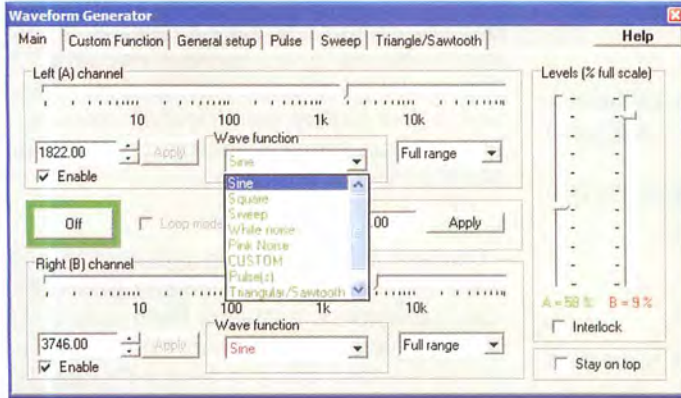 Waveform Generator
Main Custom Function General setup Pulse Sweep Triangle/Sawtooth Help
Left (A) channel
10 100 1k 10k
Wave function
1822.00 Apply Sine Full range
Enable
Sine
Square
Sweep
White noise
Pink Noise
CUSTOM
Pulse(s)
Triangular/Sawtooth
Off Loop mode .00 Apply
Right (B) channel
10 100 1k 10k
Wave function
3746.00 Apply Sine Full range
Enable
Levels (% full scale)
A = 58 % B = 9 %
Interlock
Stay on top